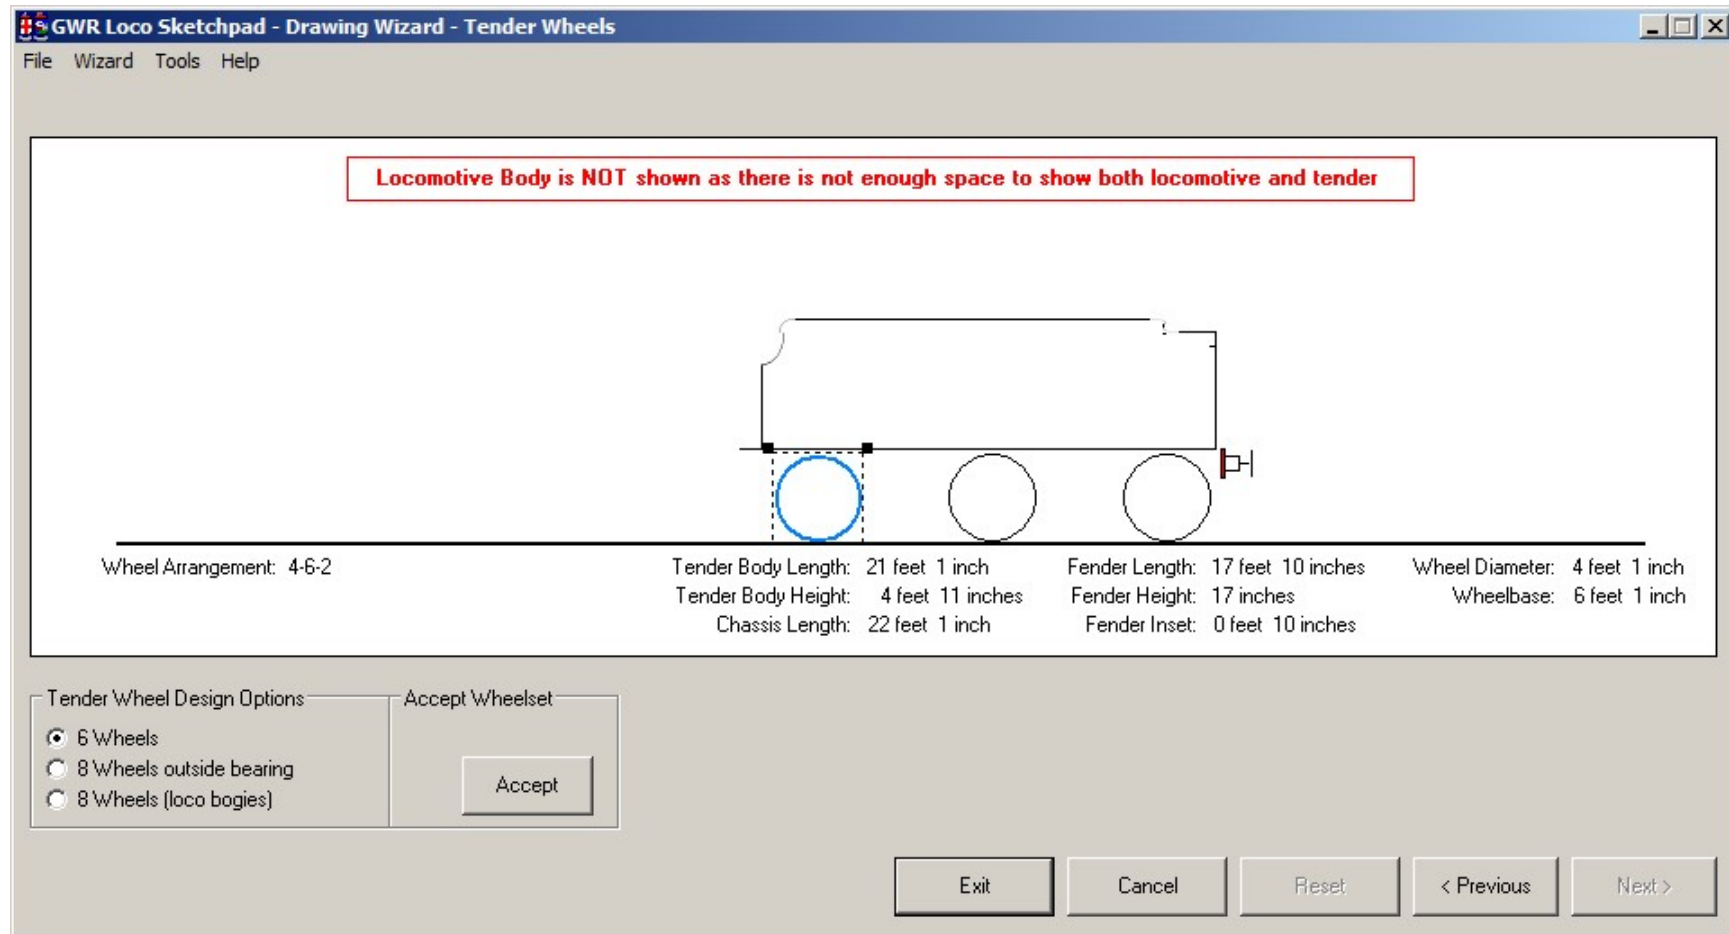 GWR Loco Sketchpad - Drawing Wizard - Tender Wheels
File Wizard Tools Help
Locomotive Body is NOT shown as there is not enough space to show both locomotive and tender
Wheel Arrangement: 4-6-2 Tender Body Length: 21 feet 1 inch Fender Length: 17 feet 10 inches Wheel Diameter: 4 feet 1 inch
Tender Body Height: 4 feet 11 inches Fender Height: 17 inches Wheelbase: 6 feet 1 inch
Chassis Length: 22 feet 1 inch Fender Inset: 0 feet 10 inches
Tender Wheel Design Options Accept Wheelset
6 Wheels
8 Wheels outside bearing
8 Wheels (loco bogies)
Accept
Exit Cancel Reset < Previous Next >